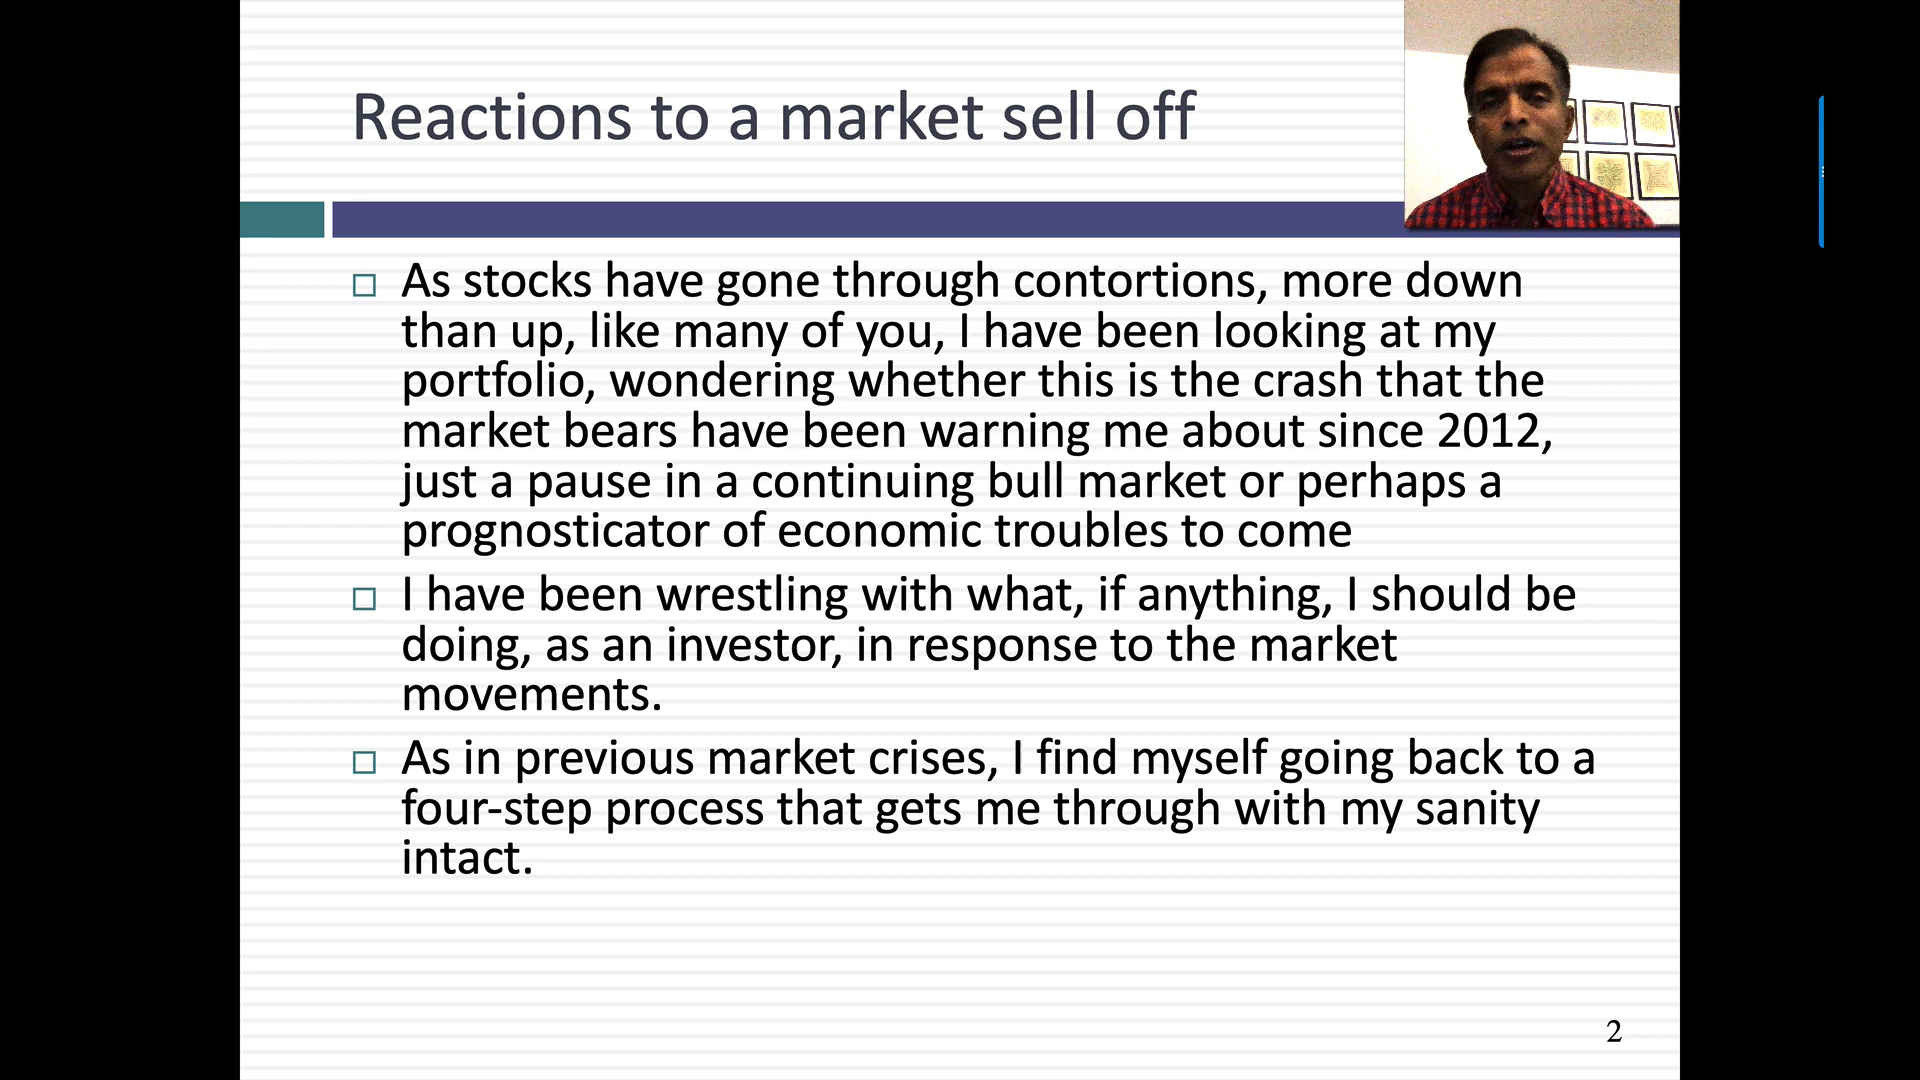 Reactions to a market sell off
As stocks have gone through contortions, more down
than up, like many of you, I have been looking at my
portfolio, wondering whether this is the crash that the
market bears have been warning me about since 2012,
just a pause in a continuing bull market or perhaps a
prognosticator of economic troubles to come
I have been wrestling with what, if anything, I should be
doing, as an investor, in response to the market
movements.
As in previous market crises, I find myself going back to a
four-step process that gets me through with my sanity
intact.
2